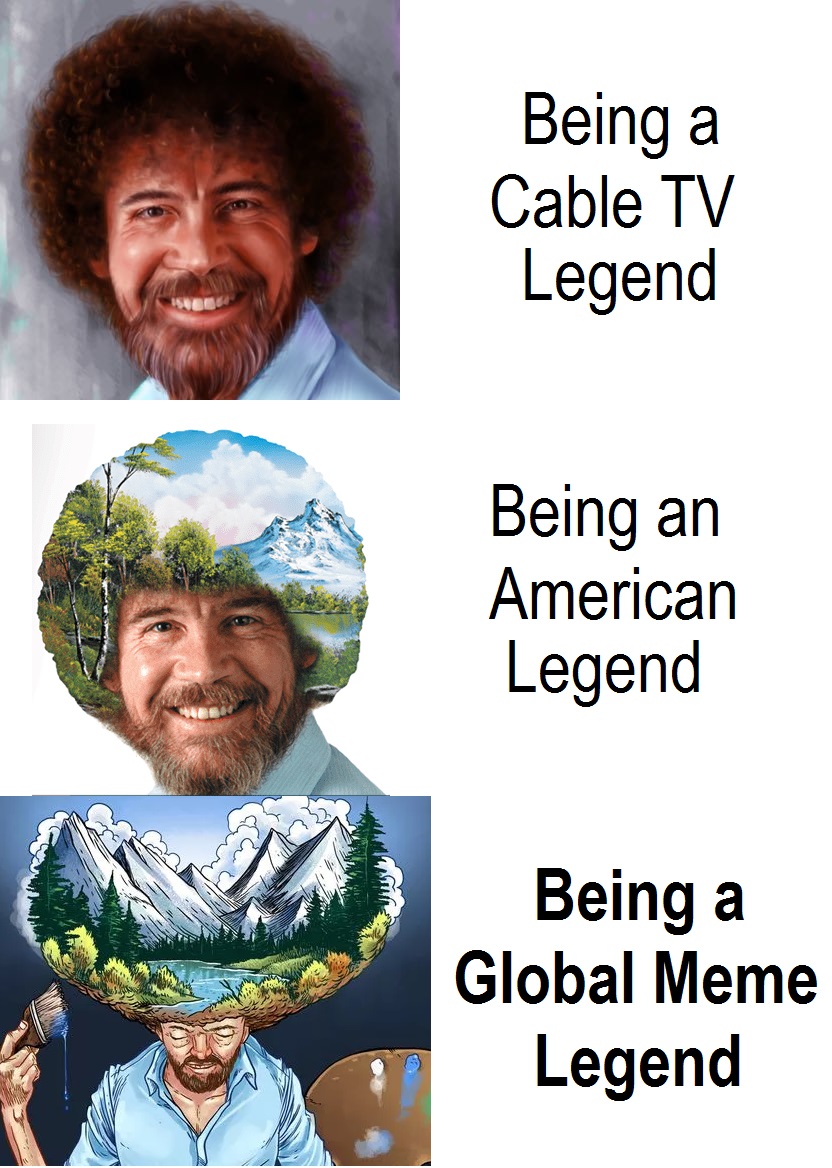 Being a
Cable TV
Legend
Being an
American
Legend
Being a
Global Meme
Legend